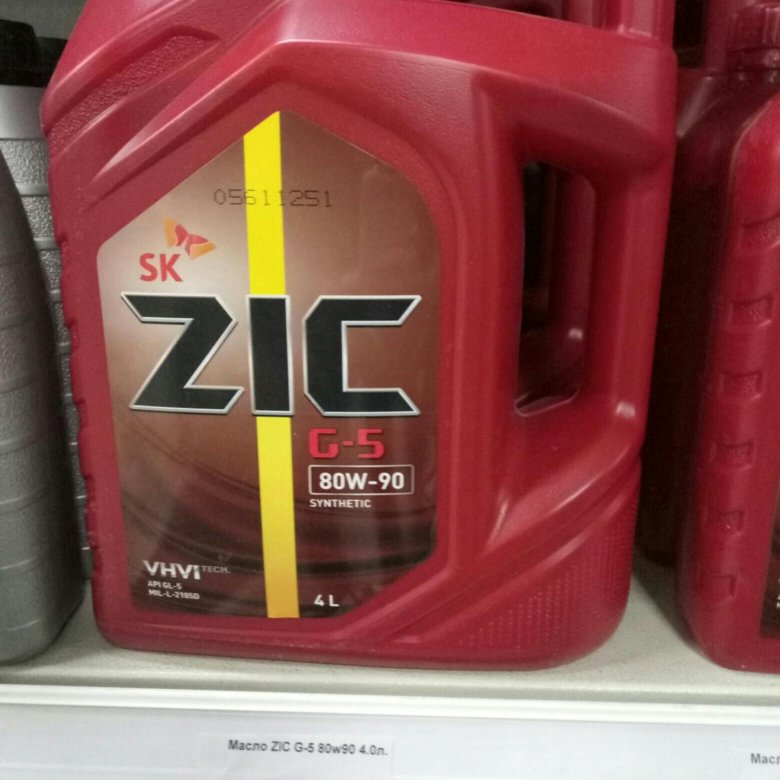 05611251
SK
ZIC
G-5
80W-90
SYNTHETIC
VHVI TECH.
API GL-5
MIL-L-2105D
4 L
Масло ZIC G-5 80w90 4.0л.